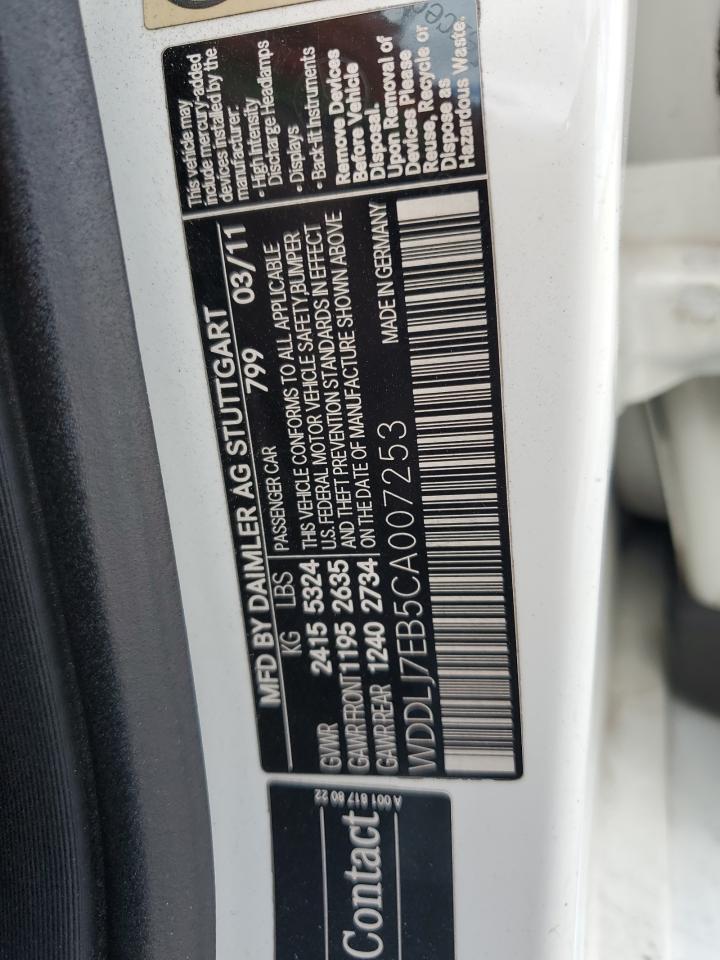 MFD BY DAIMLER AG STUTTGART
KG LBS PASSENGER CAR 799 03/11
GVWR 2415 5324 THIS VEHICLE CONFORMS TO ALL APPLICABLE
U.S. FEDERAL MOTOR VEHICLE SAFETY BUMPER
GAWR FRONT 1195 2635 AND THEFT PREVENTION STANDARDS IN EFFECT
GAWR REAR 1240 2734 ON THE DATE OF MANUFACTURE SHOWN ABOVE
MADE IN GERMANY
WDDLJ7EB5CA007253
This vehicle may
include mercury-added
devices installed by the
manufacturer:
• High Intensity
Discharge Headlamps
• Displays
• Back-lit Instruments
Remove Devices
Before Vehicle
Disposal.
Upon Removal of
Devices Please
Reuse, Recycle or
Dispose as
Hazardous Waste.
A 001 817 80 22
Contact